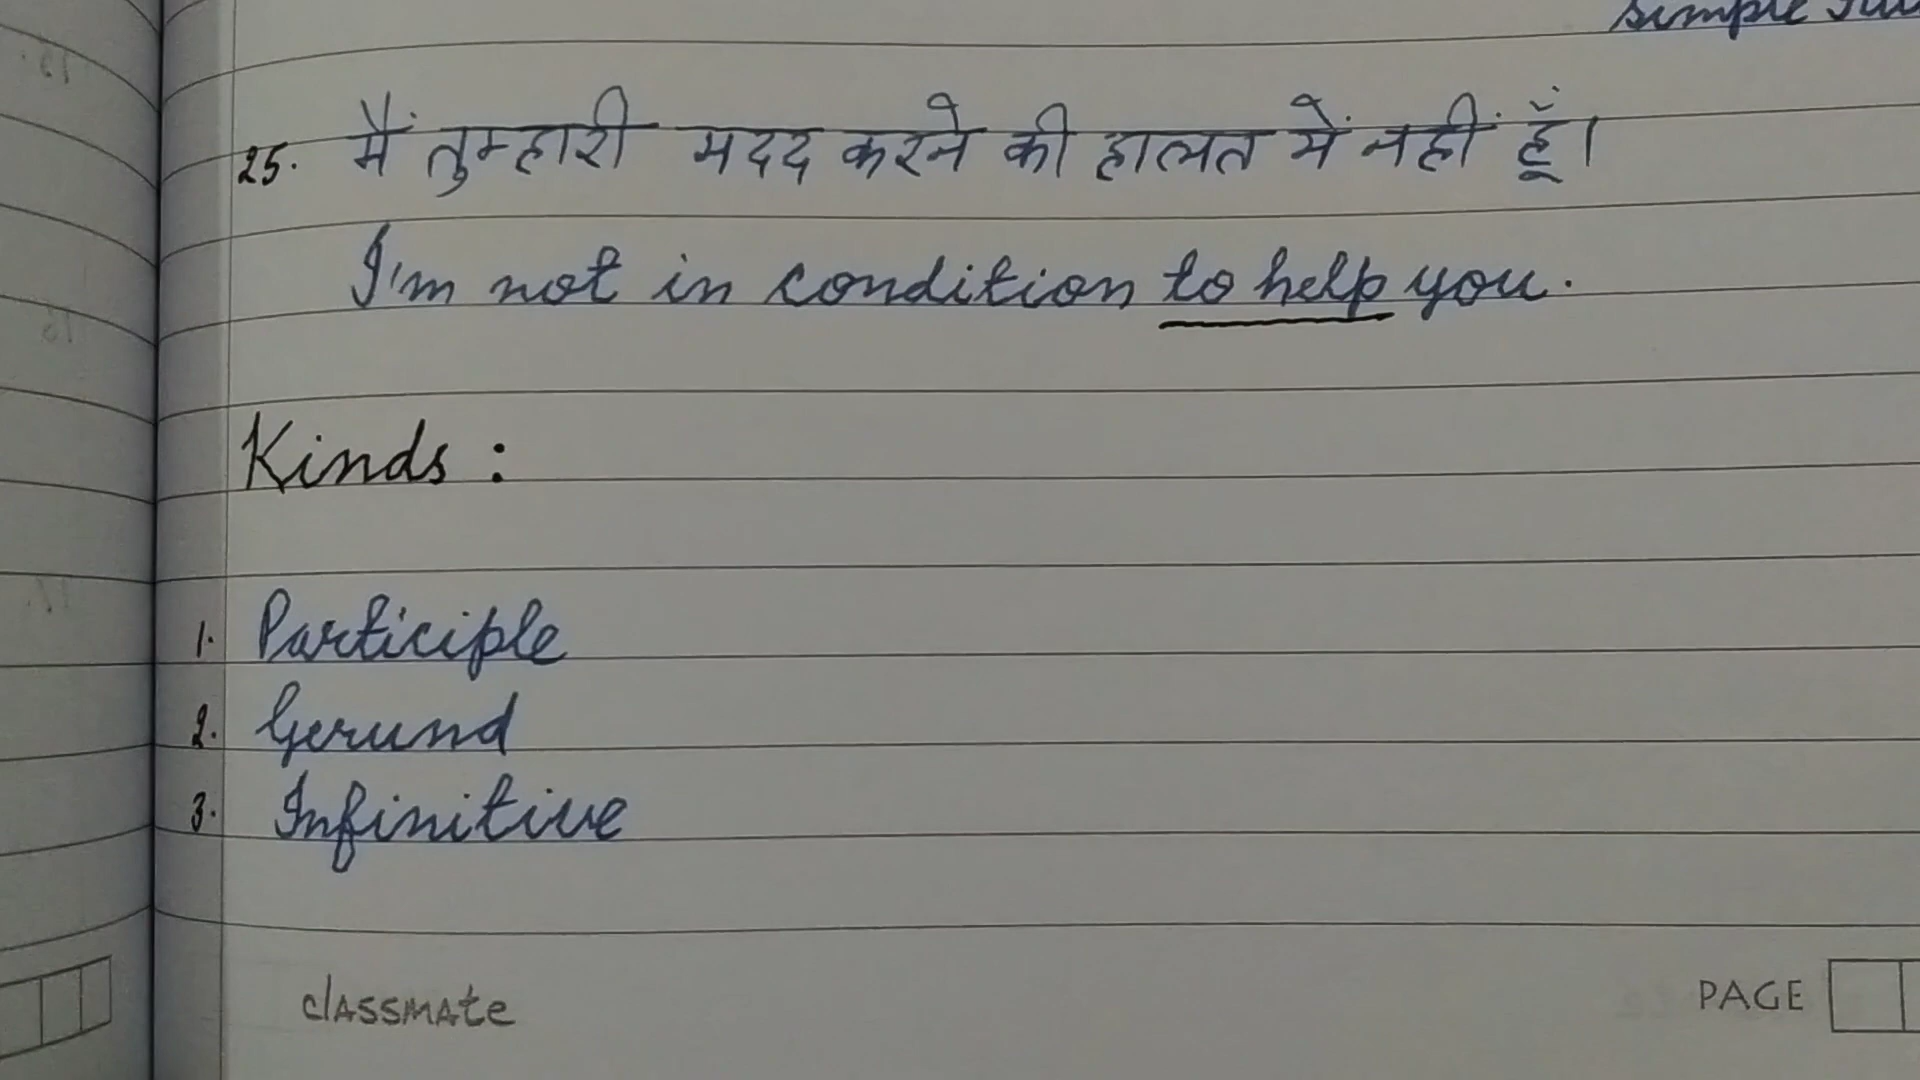 Simple
25. मैं तुम्हारी मदद करने की हालत में नहीं हूँ।
I'm not in condition to help you.
Kinds :
1. Participle
2. Gerund
3. Infinitive
classmate
PAGE